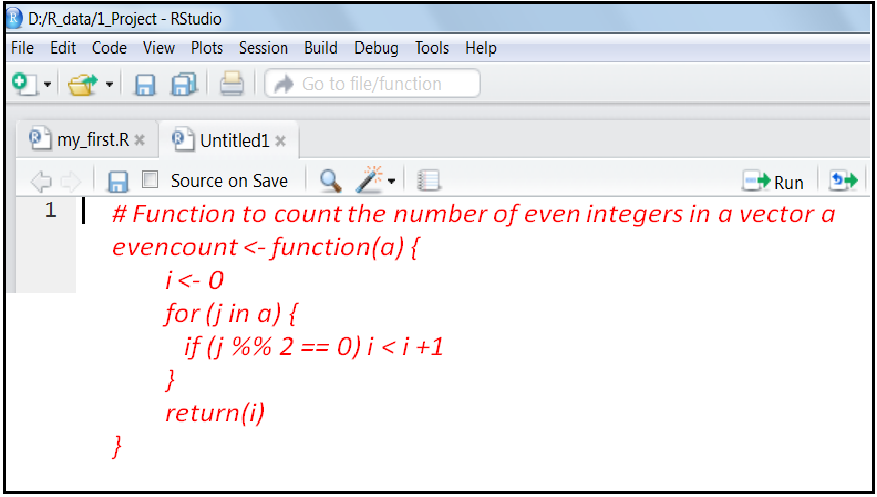 D:/R_data/1_Project - RStudio
File Edit Code View Plots Session Build Debug Tools Help
Go to file/function
my_first.R Untitled1
Source on Save Run
1 # Function to count the number of even integers in a vector a
evencount <- function(a) {
i <- 0
for (j in a) {
if (j %% 2 == 0) i < i +1
}
return(i)
}